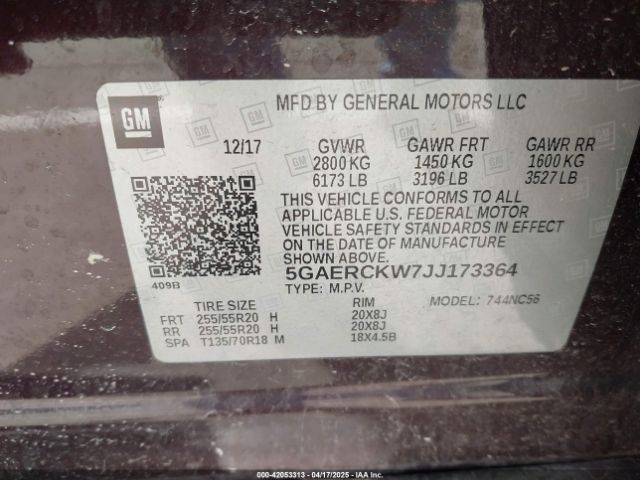 GM
MFD BY GENERAL MOTORS LLC
12/17 GVWR GAWR FRT GAWR RR
2800 KG 1450 KG 1600 KG
6173 LB 3196 LB 3527 LB
THIS VEHICLE CONFORMS TO ALL
APPLICABLE U.S. FEDERAL MOTOR
VEHICLE SAFETY STANDARDS IN EFFECT
ON THE DATE OF MANUFACTURE
SHOWN ABOVE.
409B 5GAERCKW7JJ173364
TYPE: M.P.V. MODEL: 744NC56
TIRE SIZE RIM
FRT 255/55R20 H 20X8J
RR 255/55R20 H 20X8J
SPA T135/70R18 M 18X4.5B
000-42053313 - 04/17/2025 - IAA Inc.